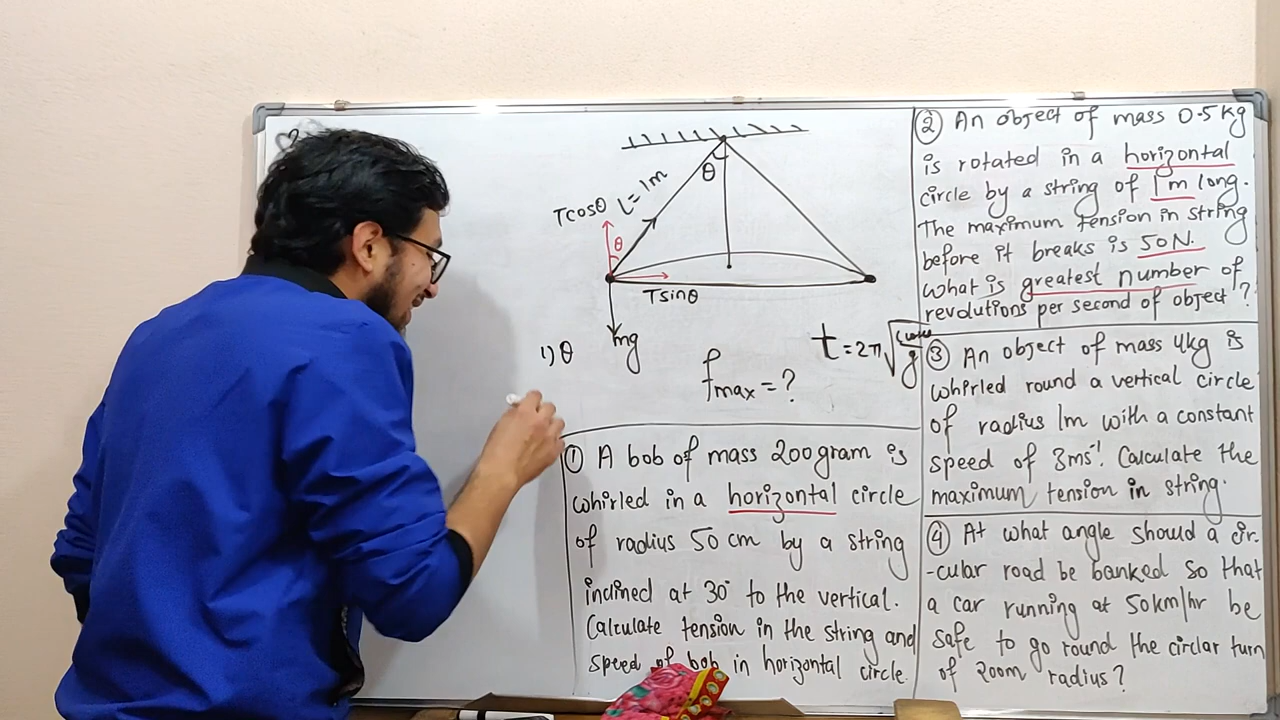 θ
l = 1m
Tcosθ
θ
Tsinθ
mg
1) θ
fmax = ?
t = 2π√
g
① A bob of mass 200gram is
whirled in a horizontal circle
of radius 50 cm by a string
inclined at 30° to the vertical.
Calculate tension in the string and
speed of bob in horizontal circle.
② An object of mass 0.5 kg
is rotated in a horizontal
circle by a string of 1m long.
The maximum tension in string
before it breaks is 50N.
what is greatest number of
revolutions per second of object ?
③ An object of mass 4kg is
whirled round a vertical circle
of radius 1m with a constant
speed of 3ms⁻¹. Calculate the
maximum tension in string.
④ At what angle should a cir.
-cular road be banked so that
a car running at 50km/hr be
safe to go round the circlar turn
of 200m radius?